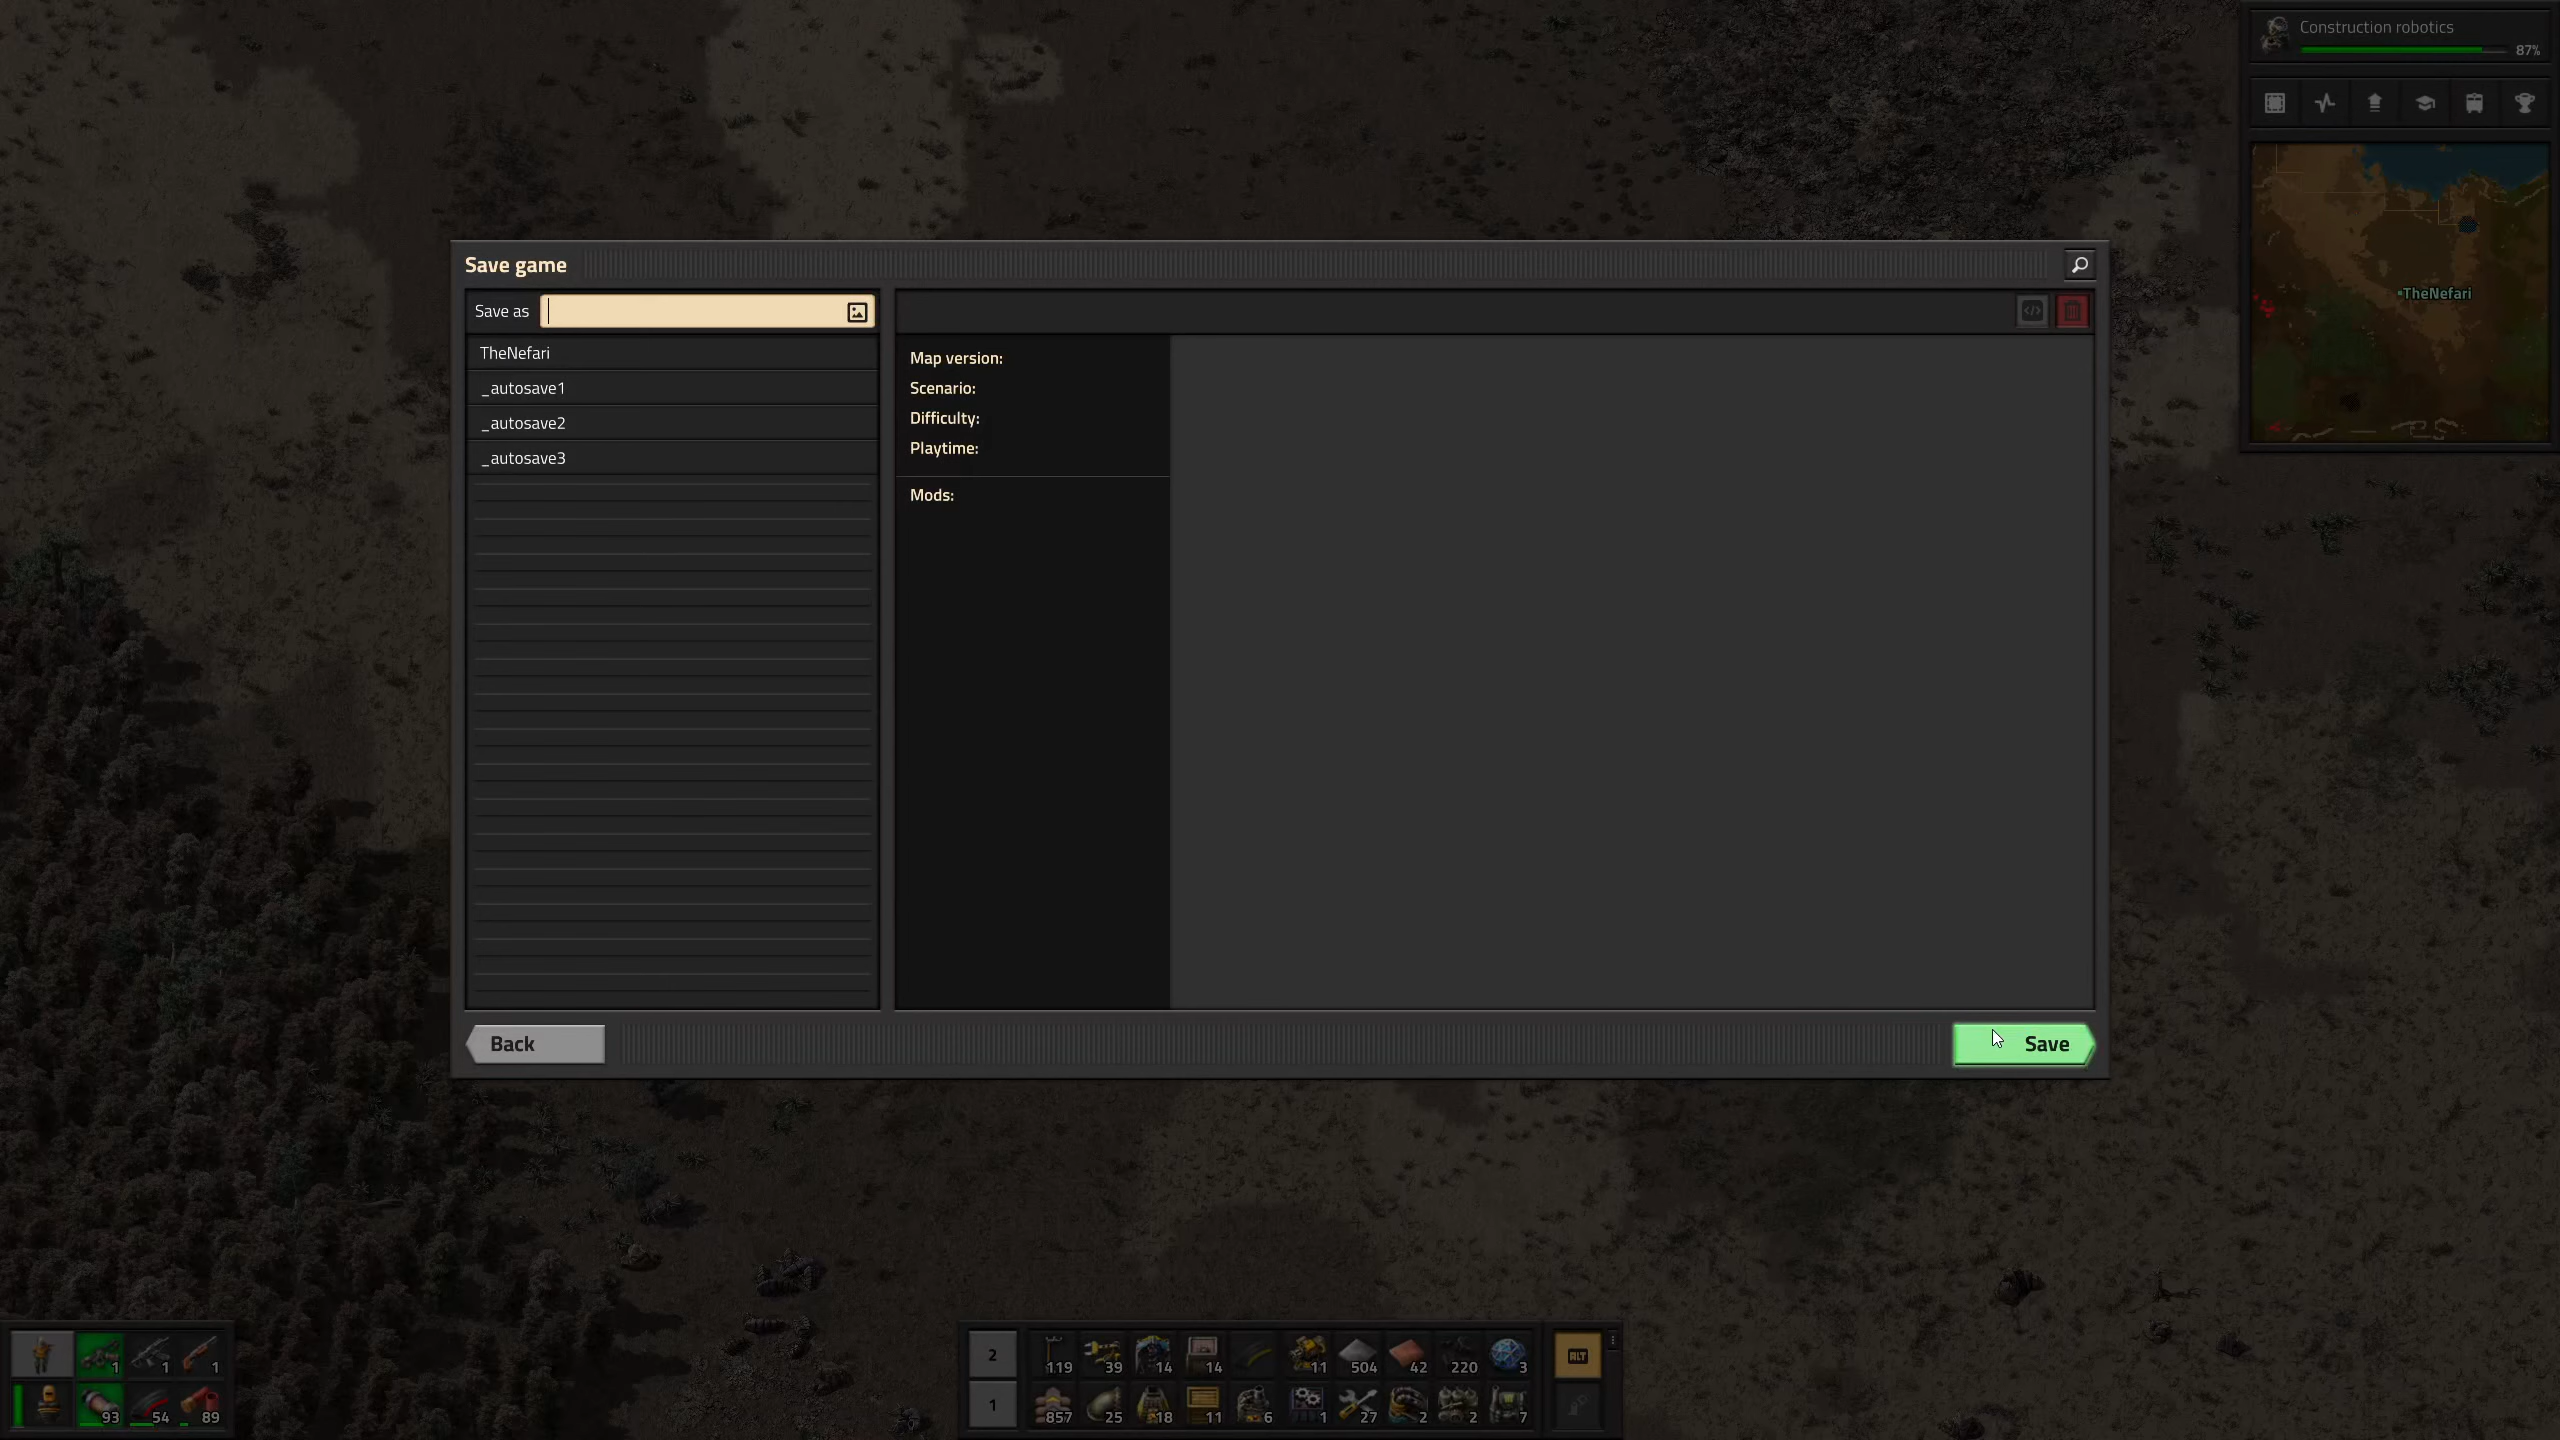 Construction robotics
87%
Save game
Save as
TheNefari
TheNefari
_autosave1
_autosave2
_autosave3
Map version:
Scenario:
Difficulty:
Playtime:
Mods:
Back
Save
1
1
1
93
54
89
2
119
39
14
14
11
504
42
220
3
ALT
1
857
25
18
11
6
1
27
2
2
7